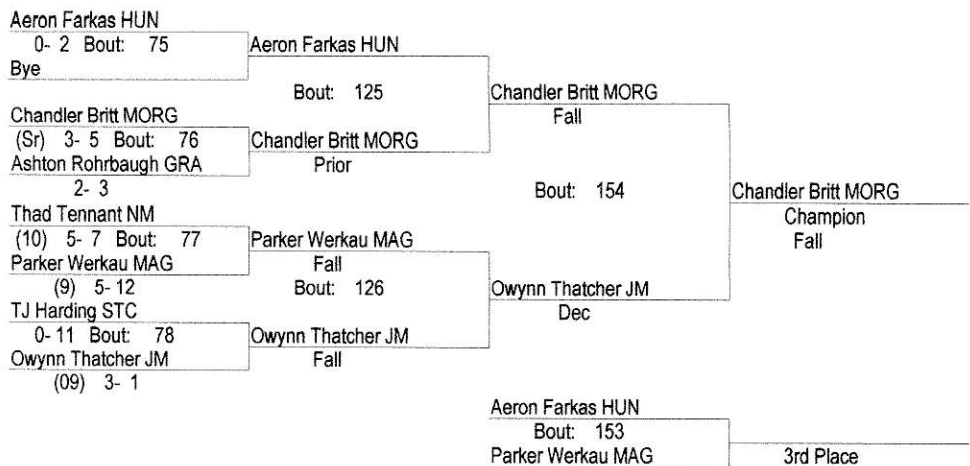 Aeron Farkas HUN
0- 2 Bout: 75
Bye
Chandler Britt MORG
(Sr) 3- 5 Bout: 76
Ashton Rohrbaugh GRA
2- 3
Thad Tennant NM
(10) 5- 7 Bout: 77
Parker Werkau MAG
(9) 5- 12
TJ Harding STC
0- 11 Bout: 78
Owynn Thatcher JM
(09) 3- 1
Aeron Farkas HUN
Bout: 125
Chandler Britt MORG
Prior
Parker Werkau MAG
Fall
Bout: 126
Owynn Thatcher JM
Fall
Chandler Britt MORG
Fall
Bout: 154
Owynn Thatcher JM
Dec
Chandler Britt MORG
Champion
Fall
Aeron Farkas HUN
Bout: 153
Parker Werkau MAG
3rd Place